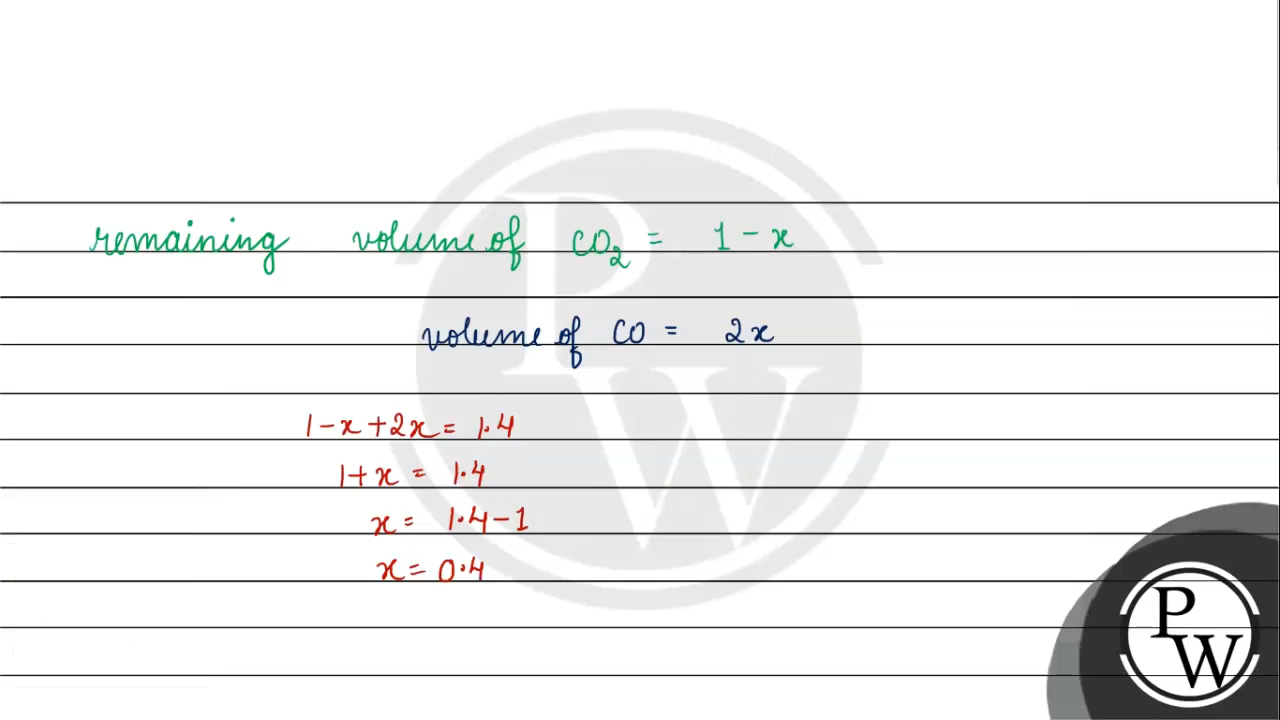 remaining volume of CO₂ = 1 - x
volume of CO = 2x
1 - x + 2x = 1.4
1 + x = 1.4
x = 1.4 - 1
x = 0.4
P
W
P
W